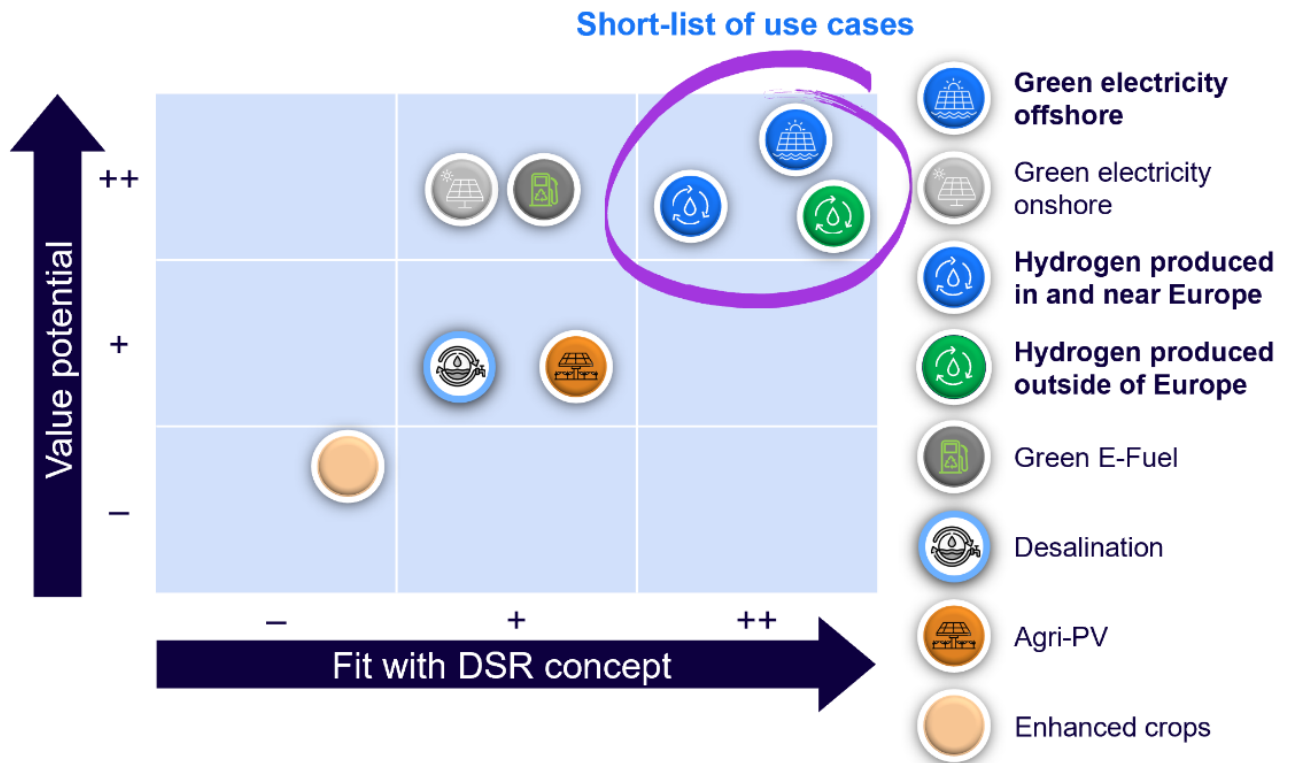 Short-list of use cases
Value potential
++
+
–
–
+
++
Fit with DSR concept
Green electricity
offshore
Green electricity
onshore
Hydrogen produced
in and near Europe
Hydrogen produced
outside of Europe
Green E-Fuel
Desalination
Agri-PV
Enhanced crops